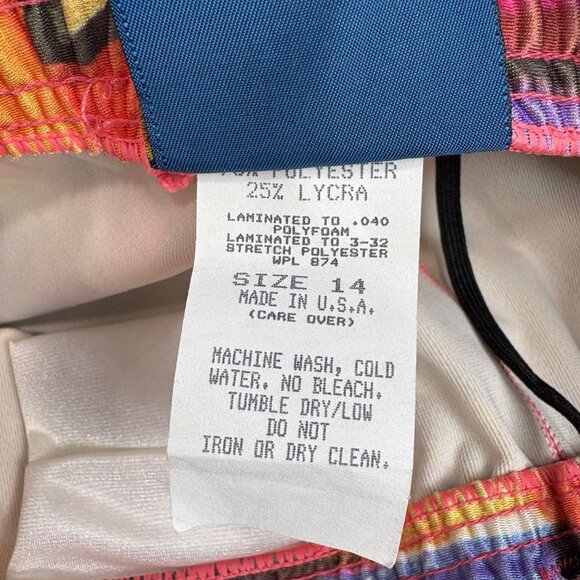 POLYESTER
25% LYCRA
LAMINATED TO .040
POLYFOAM
LAMINATED TO 3-32
STRETCH POLYESTER
WPL 874
SIZE 14
MADE IN U.S.A.
(CARE OVER)
MACHINE WASH, COLD
WATER. NO BLEACH.
TUMBLE DRY/LOW
DO NOT
IRON OR DRY CLEAN.